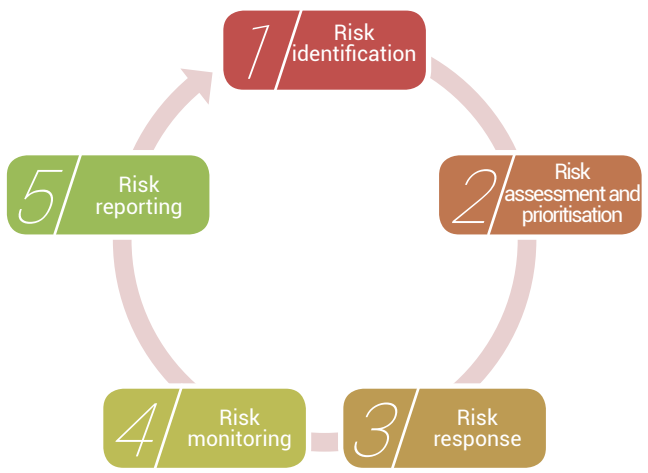 1
Risk
identification
2
Risk
assessment and
prioritisation
3
Risk
response
4
Risk
monitoring
5
Risk
reporting